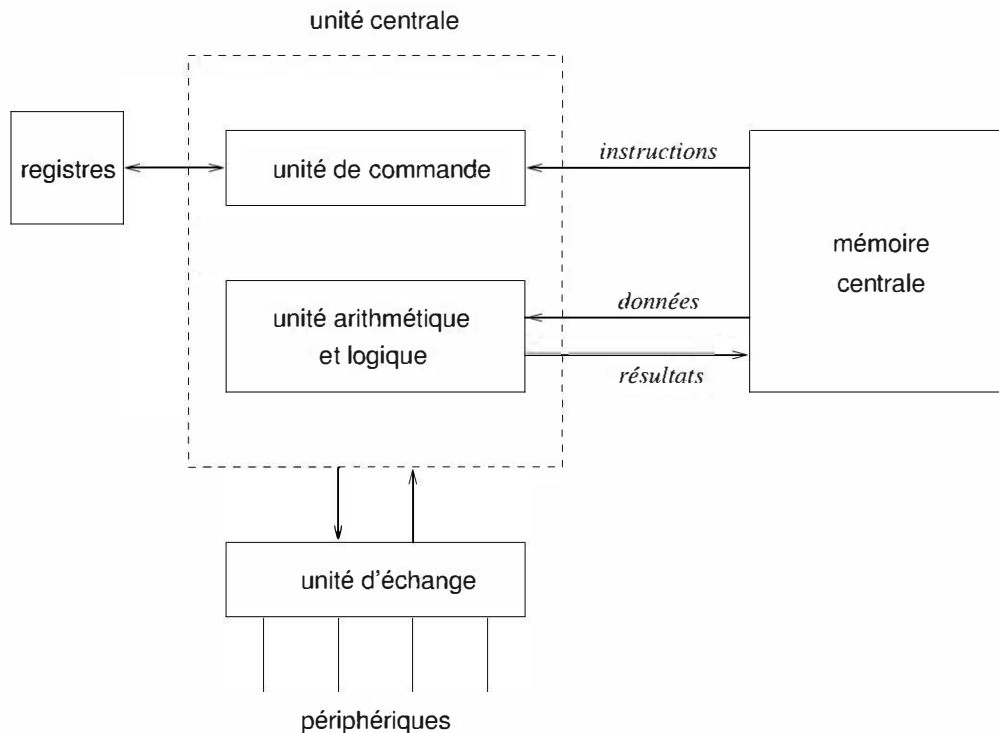 unité centrale
registres
unité de commande
instructions
mémoire
centrale
unité arithmétique
et logique
données
résultats
unité d'échange
périphériques